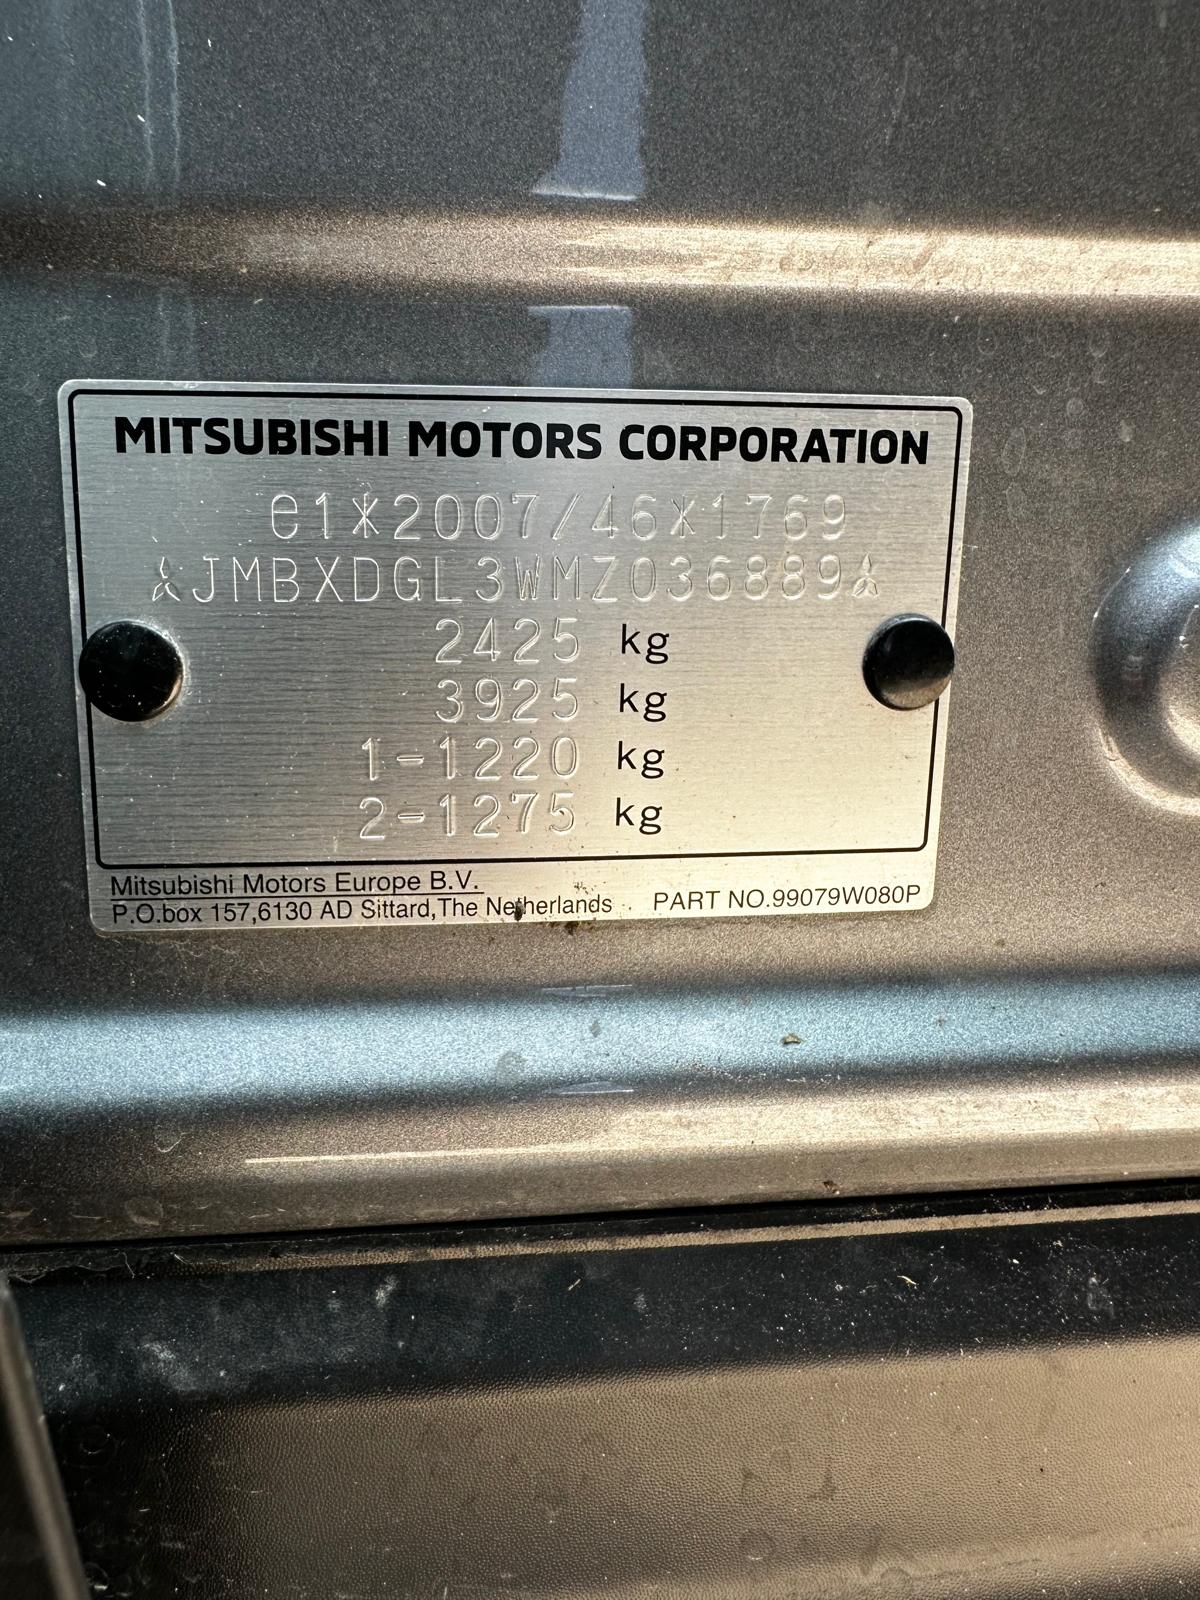 MITSUBISHI MOTORS CORPORATION
e1*2007/46*1769
JMBXDGL3WMZ036889
2425 kg
3925 kg
1-1220 kg
2-1275 kg
Mitsubishi Motors Europe B.V.
P.O.box 157,6130 AD Sittard,The Netherlands
PART NO.99079W080P